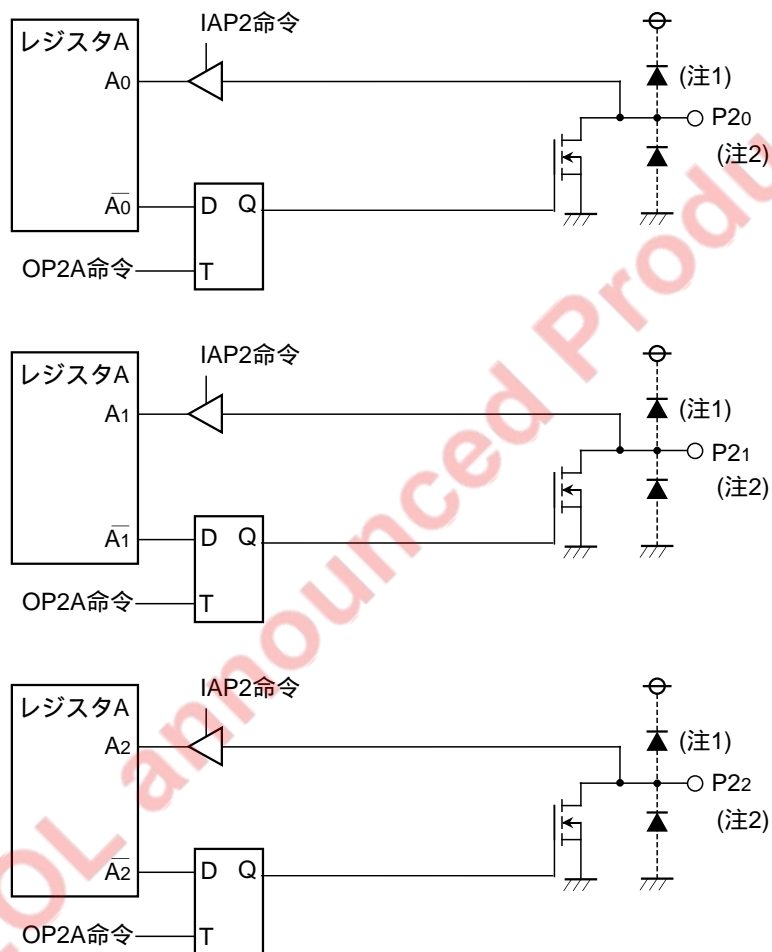 IAP2命令
レジスタA
A0
(注1)
P20
(注2)
A0
D Q
OP2A命令
T
IAP2命令
レジスタA
A1
(注1)
P21
(注2)
A1
D Q
OP2A命令
T
IAP2命令
レジスタA
A2
(注1)
P22
(注2)
A2
D Q
OP2A命令
T
OL announced Produ